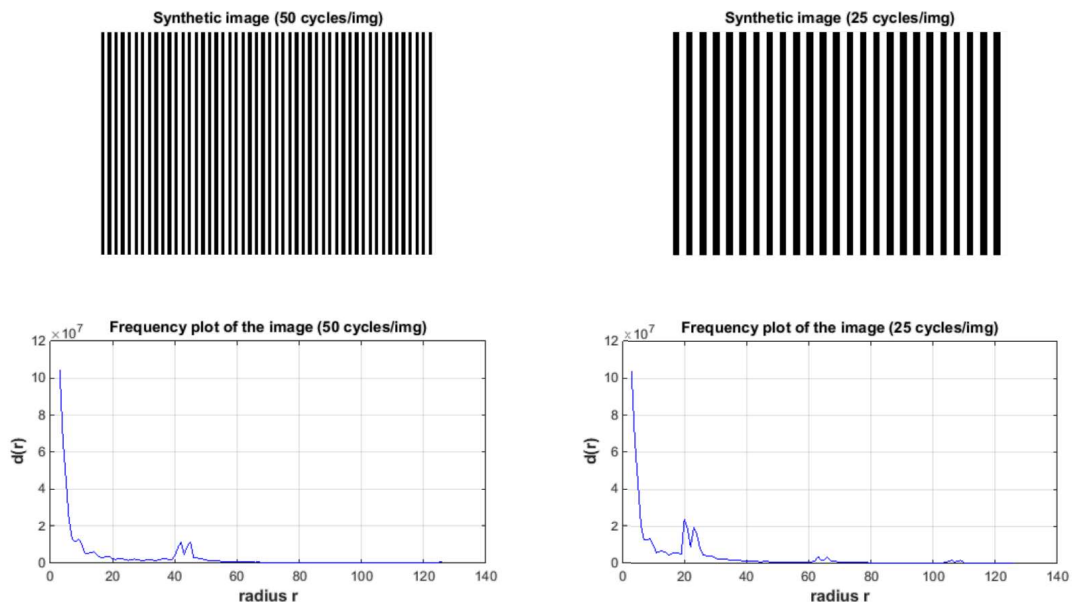 Synthetic image (50 cycles/img)
Synthetic image (25 cycles/img)
Frequency plot of the image (50 cycles/img)
×10⁷
12
10
8
6
4
2
0
d(r)
0 20 40 60 80 100 120 140
radius r
Frequency plot of the image (25 cycles/img)
×10⁷
12
10
8
6
4
2
0
d(r)
0 20 40 60 80 100 120 140
radius r